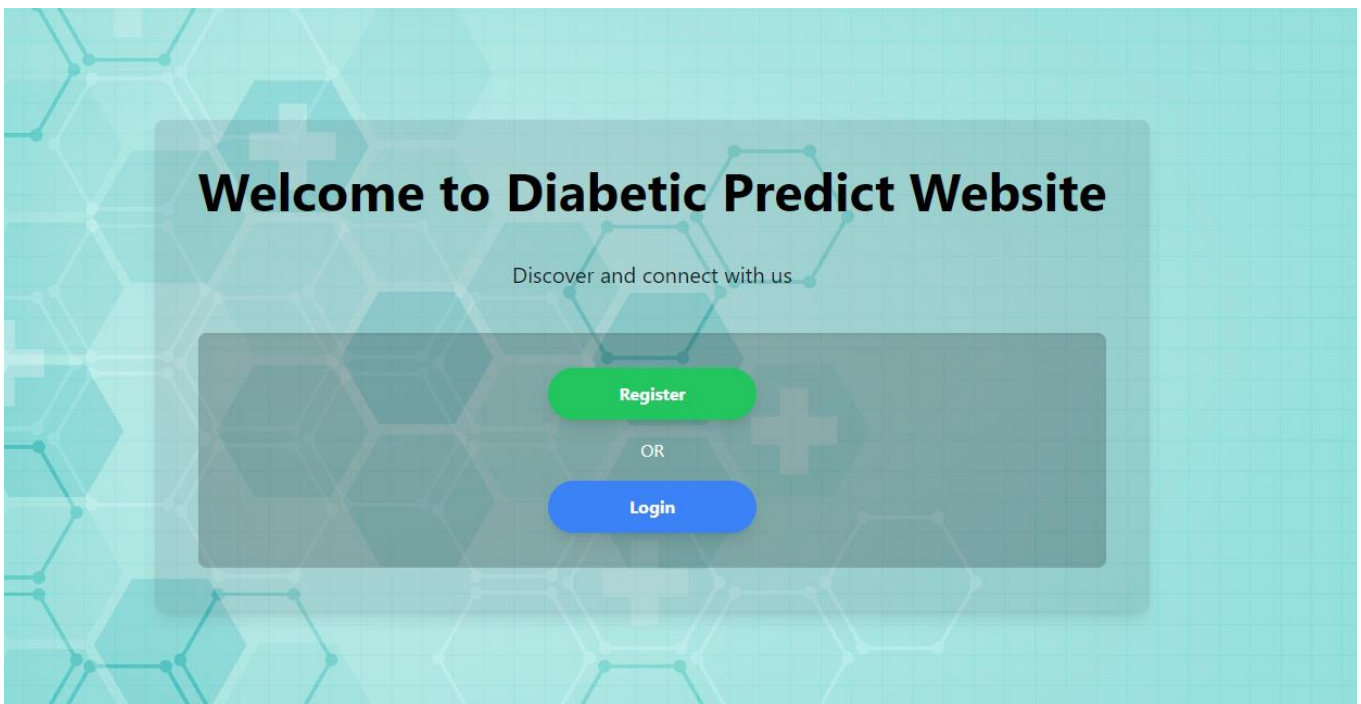 Welcome to Diabetic Predict Website
Discover and connect with us
Register
OR
Login